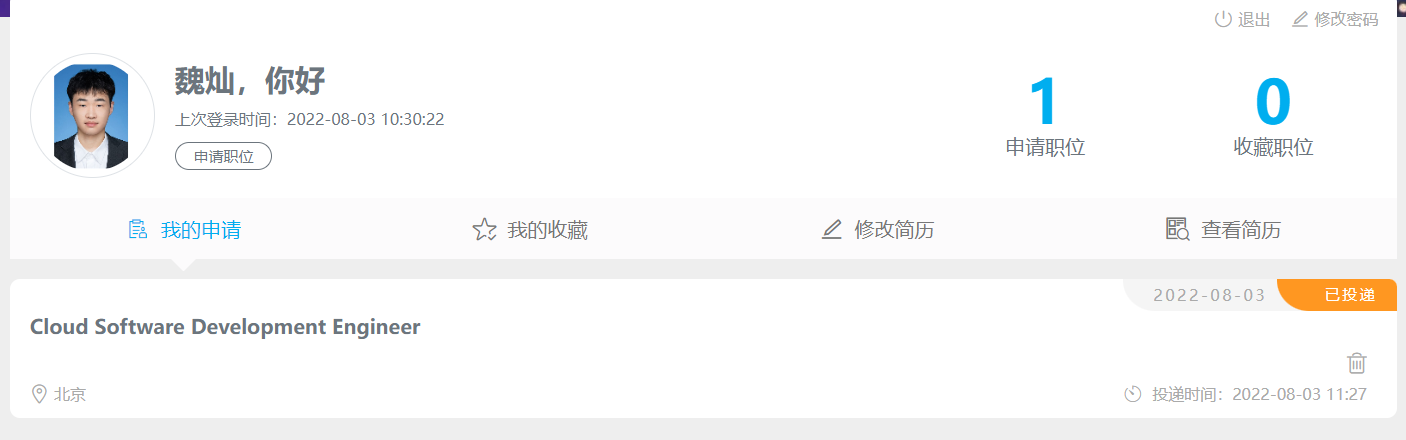 退出 修改密码
魏灿，你好
上次登录时间：2022-08-03 10:30:22
申请职位
1
申请职位
0
收藏职位
我的申请 我的收藏 修改简历 查看简历
2022-08-03 已投递
Cloud Software Development Engineer
北京 投递时间：2022-08-03 11:27